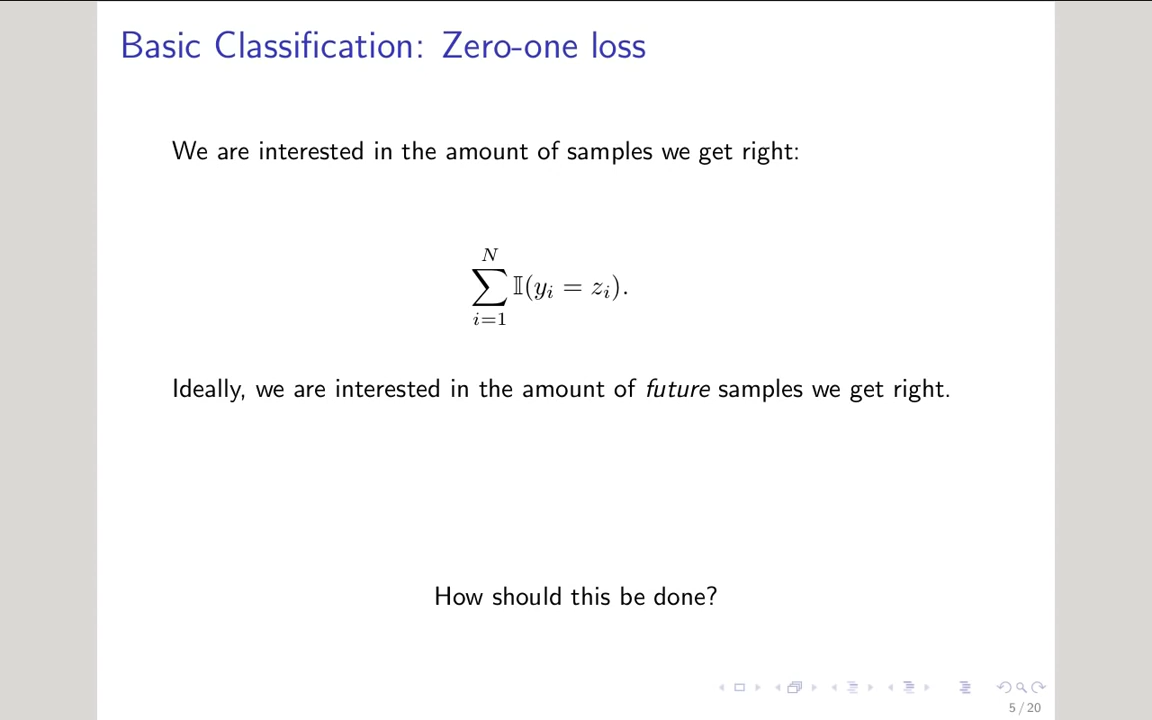 Basic Classification: Zero-one loss
We are interested in the amount of samples we get right:
N
∑ 𝕀(yᵢ = zᵢ).
i=1
Ideally, we are interested in the amount of future samples we get right.
How should this be done?
5 / 20